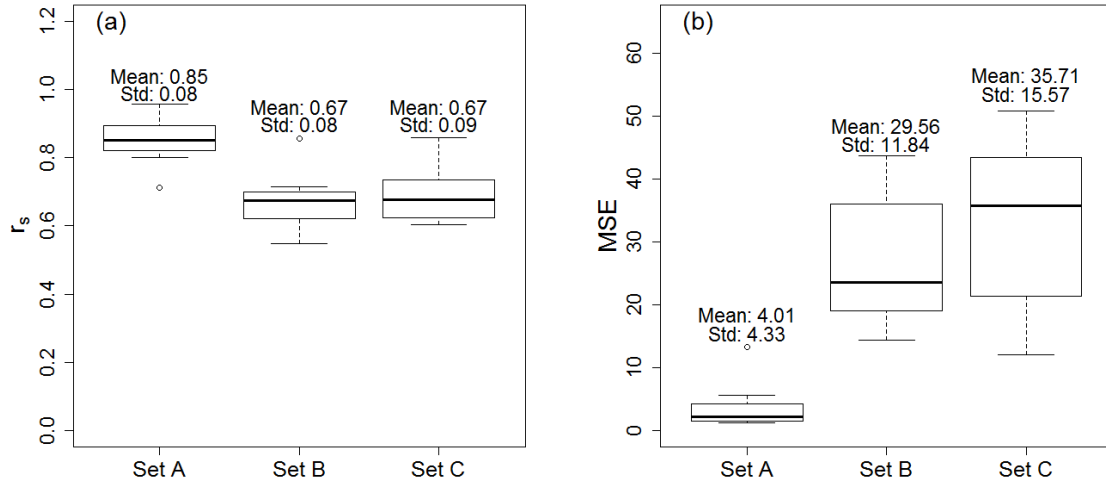 (a)
r_s
1.2
1.0
0.8
0.6
0.4
0.2
0.0
Mean: 0.85
Std: 0.08
Mean: 0.67
Std: 0.08
Mean: 0.67
Std: 0.09
Set A
Set B
Set C
(b)
MSE
60
50
40
30
20
10
0
Mean: 4.01
Std: 4.33
Mean: 29.56
Std: 11.84
Mean: 35.71
Std: 15.57
Set A
Set B
Set C